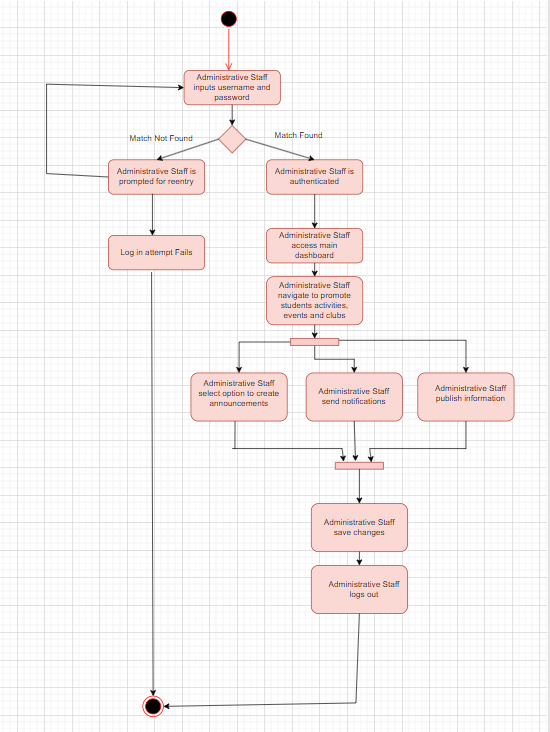 Administrative Staff
inputs username and
password
Match Not Found
Match Found
Administrative Staff is
prompted for reentry
Administrative Staff is
authenticated
Log in attempt Fails
Administrative Staff
access main
dashboard
Administrative Staff
navigate to promote
students activities,
events and clubs
Administrative Staff
select option to create
announcements
Administrative Staff
send notifications
Administrative Staff
publish information
Administrative Staff
save changes
Administrative Staff
logs out